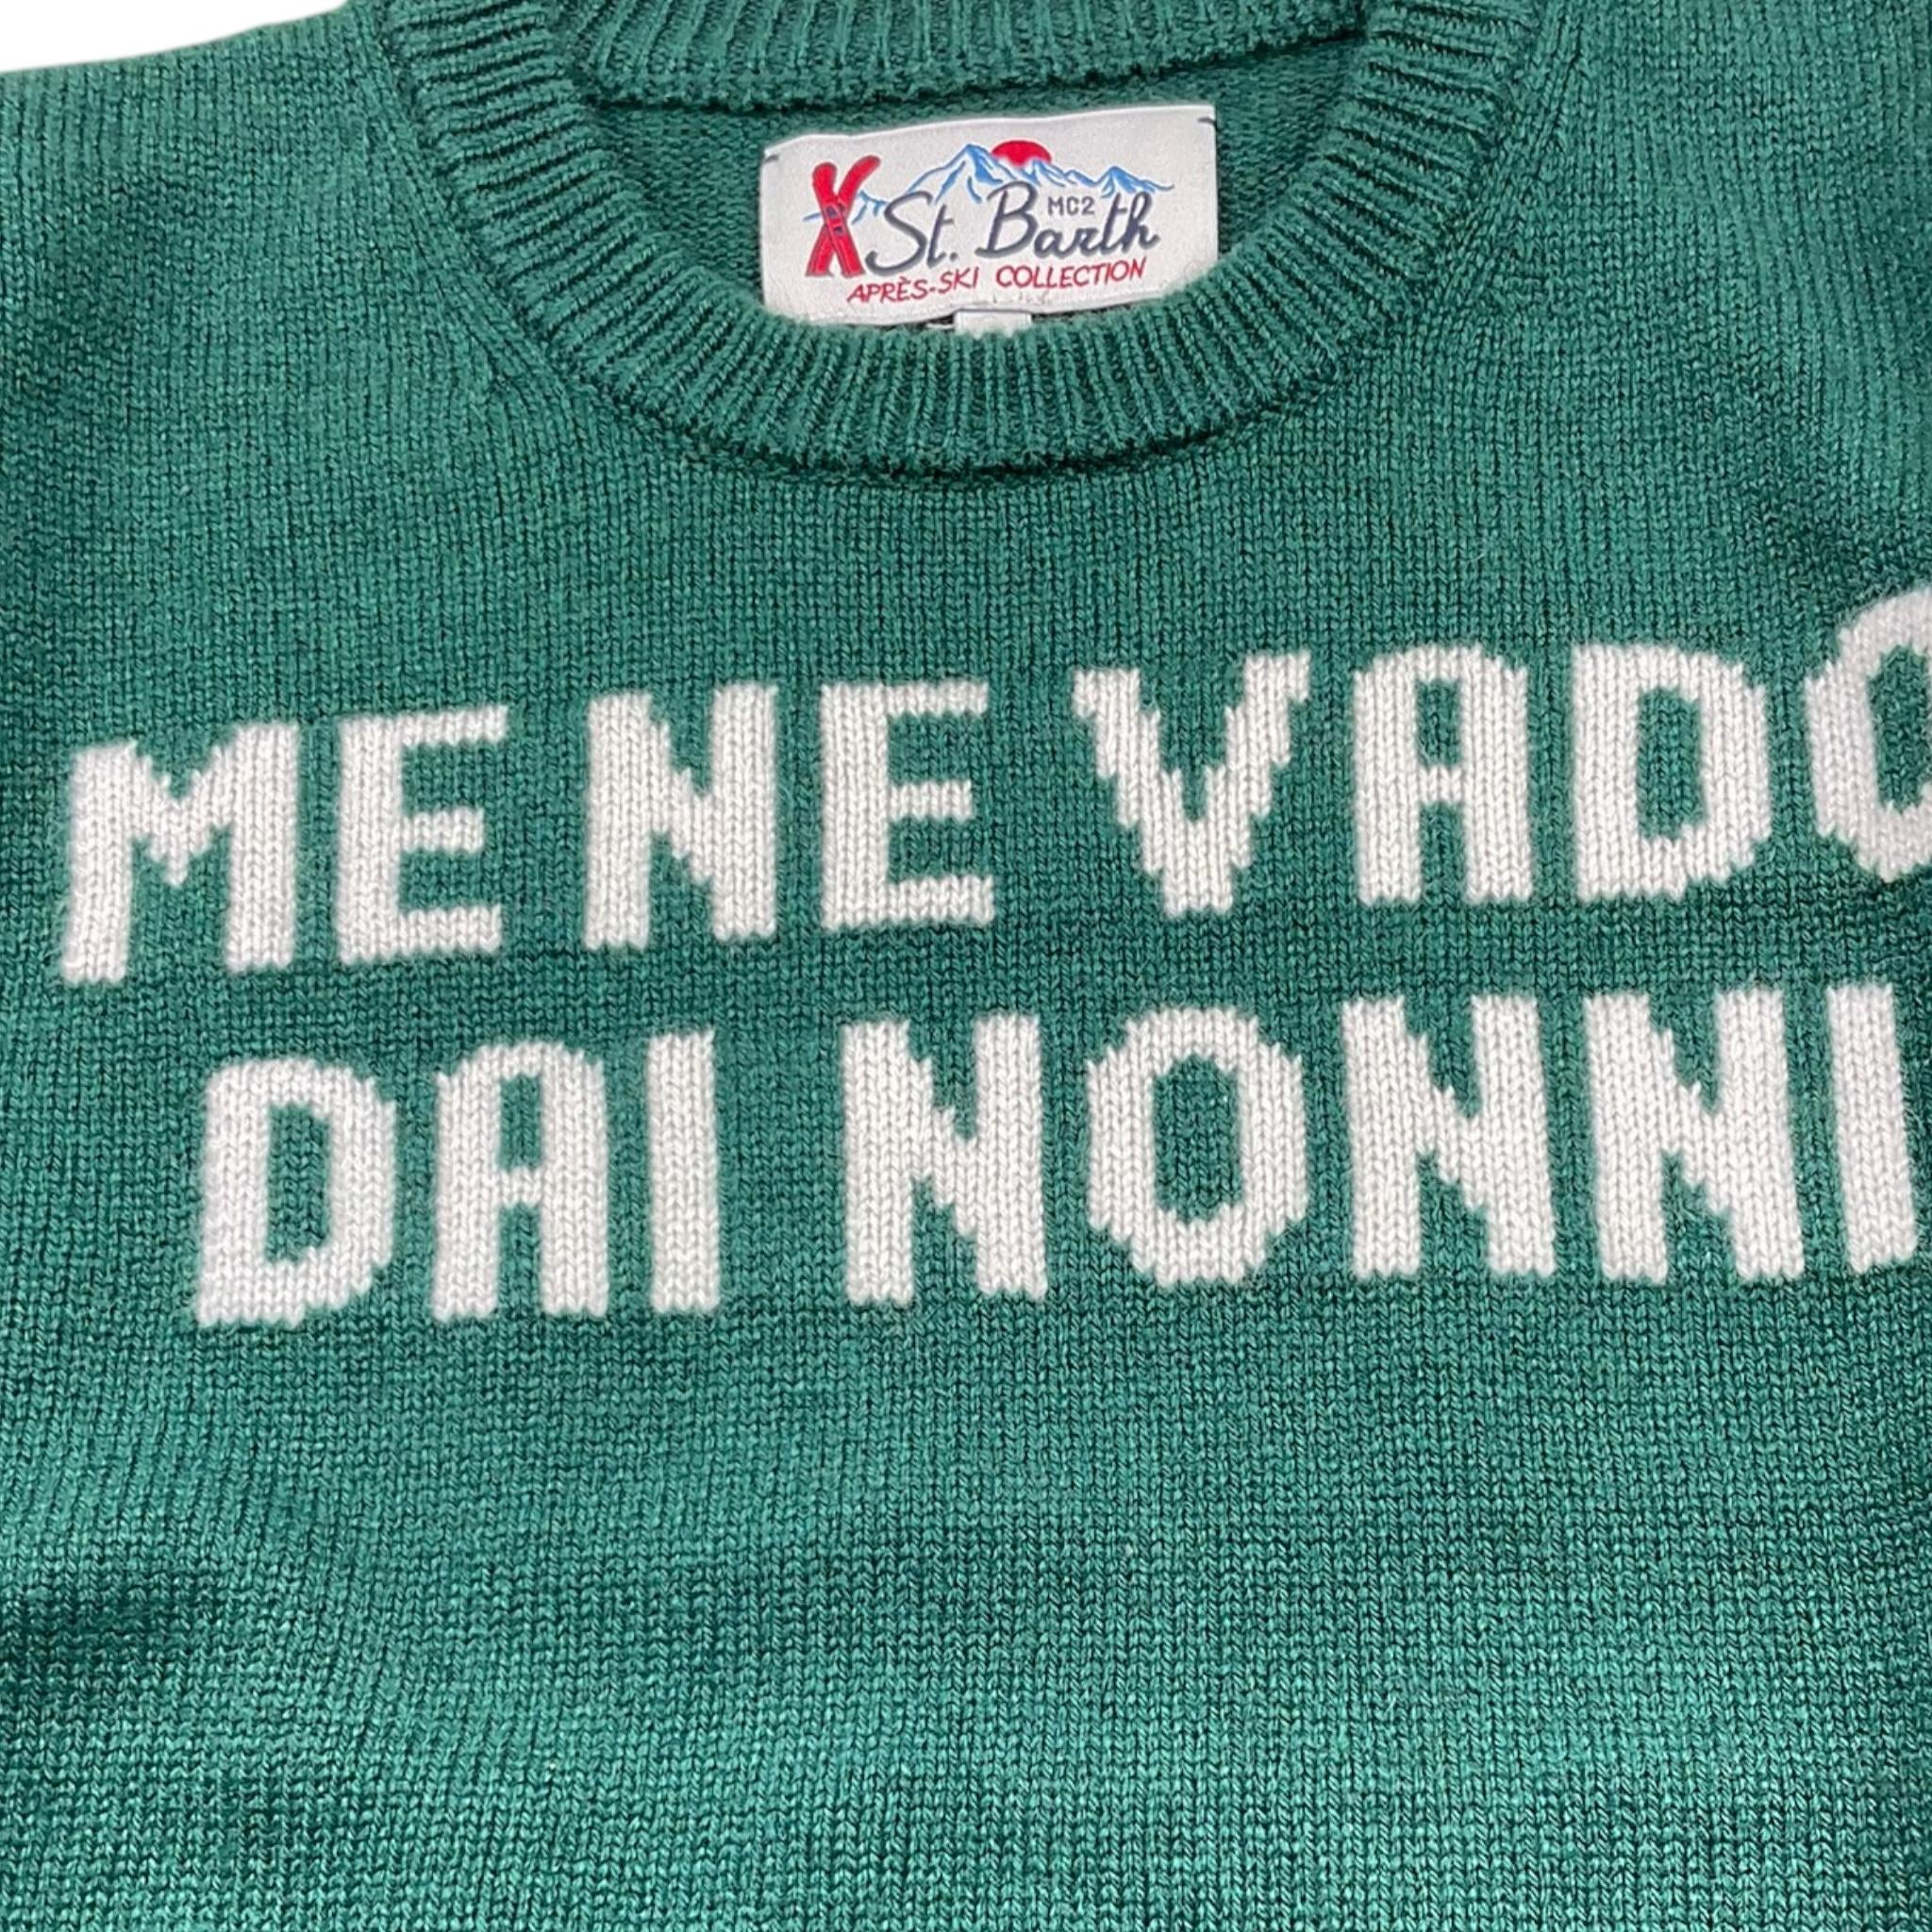 MC2
St. Barth
APRÈS-SKI COLLECTION
ME NE VADO
DAI NONNI